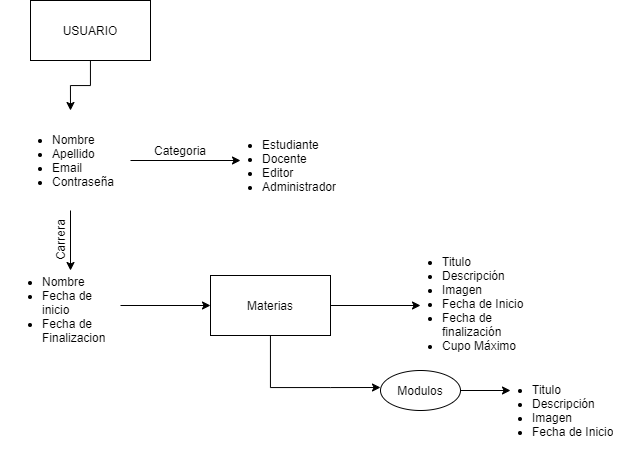 USUARIO
Nombre
Apellido
Email
Contraseña
Categoria
Estudiante
Docente
Editor
Administrador
Carrera
Nombre
Fecha de
inicio
Fecha de
Finalizacion
Materias
Titulo
Descripción
Imagen
Fecha de Inicio
Fecha de
finalización
Cupo Máximo
Modulos
Titulo
Descripción
Imagen
Fecha de Inicio